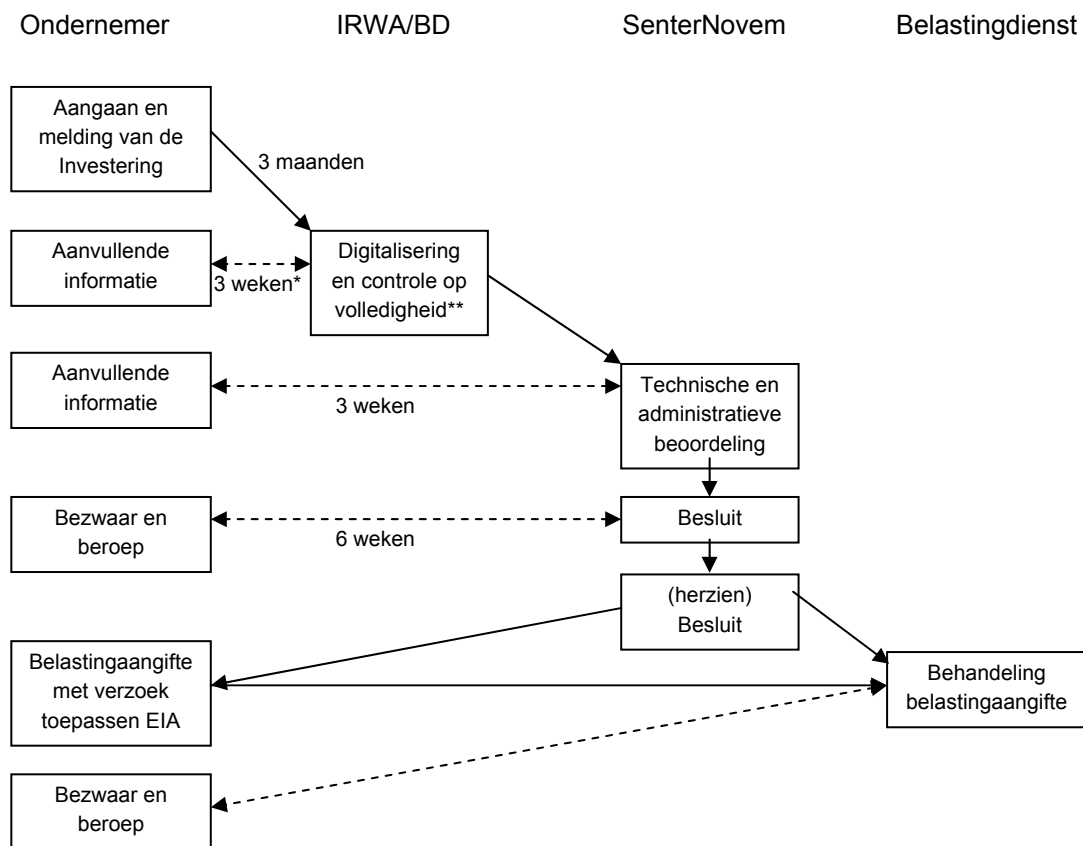 Ondernemer IRWA/BD SenterNovem Belastingdienst
Aangaan en
melding van de
Investering
3 maanden
Aanvullende
informatie
3 weken*
Digitalisering
en controle op
volledigheid**
Aanvullende
informatie
3 weken
Technische en
administratieve
beoordeling
Bezwaar en
beroep
6 weken
Besluit
(herzien)
Besluit
Belastingaangifte
met verzoek
toepassen EIA
Behandeling
belastingaangifte
Bezwaar en
beroep